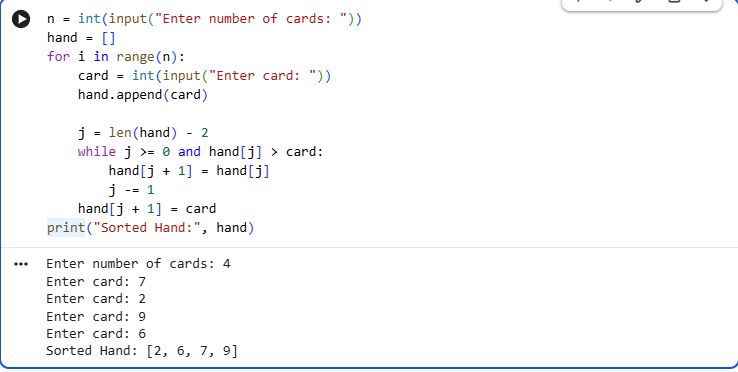 n = int(input("Enter number of cards: "))
hand = []
for i in range(n):
    card = int(input("Enter card: "))
    hand.append(card)

    j = len(hand) - 2
    while j >= 0 and hand[j] > card:
        hand[j + 1] = hand[j]
        j -= 1
    hand[j + 1] = card
print("Sorted Hand:", hand)
Enter number of cards: 4
Enter card: 7
Enter card: 2
Enter card: 9
Enter card: 6
Sorted Hand: [2, 6, 7, 9]